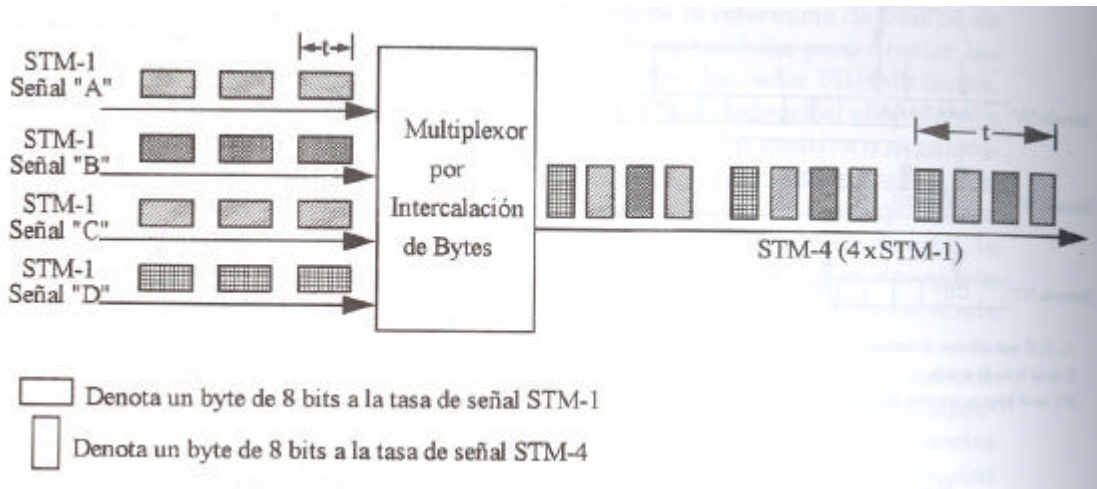 t
STM-1
Señal "A"
STM-1
Señal "B"
STM-1
Señal "C"
STM-1
Señal "D"
Multiplexor
por
Intercalación
de Bytes
t
STM-4 (4xSTM-1)
Denota un byte de 8 bits a la tasa de señal STM-1
Denota un byte de 8 bits a la tasa de señal STM-4